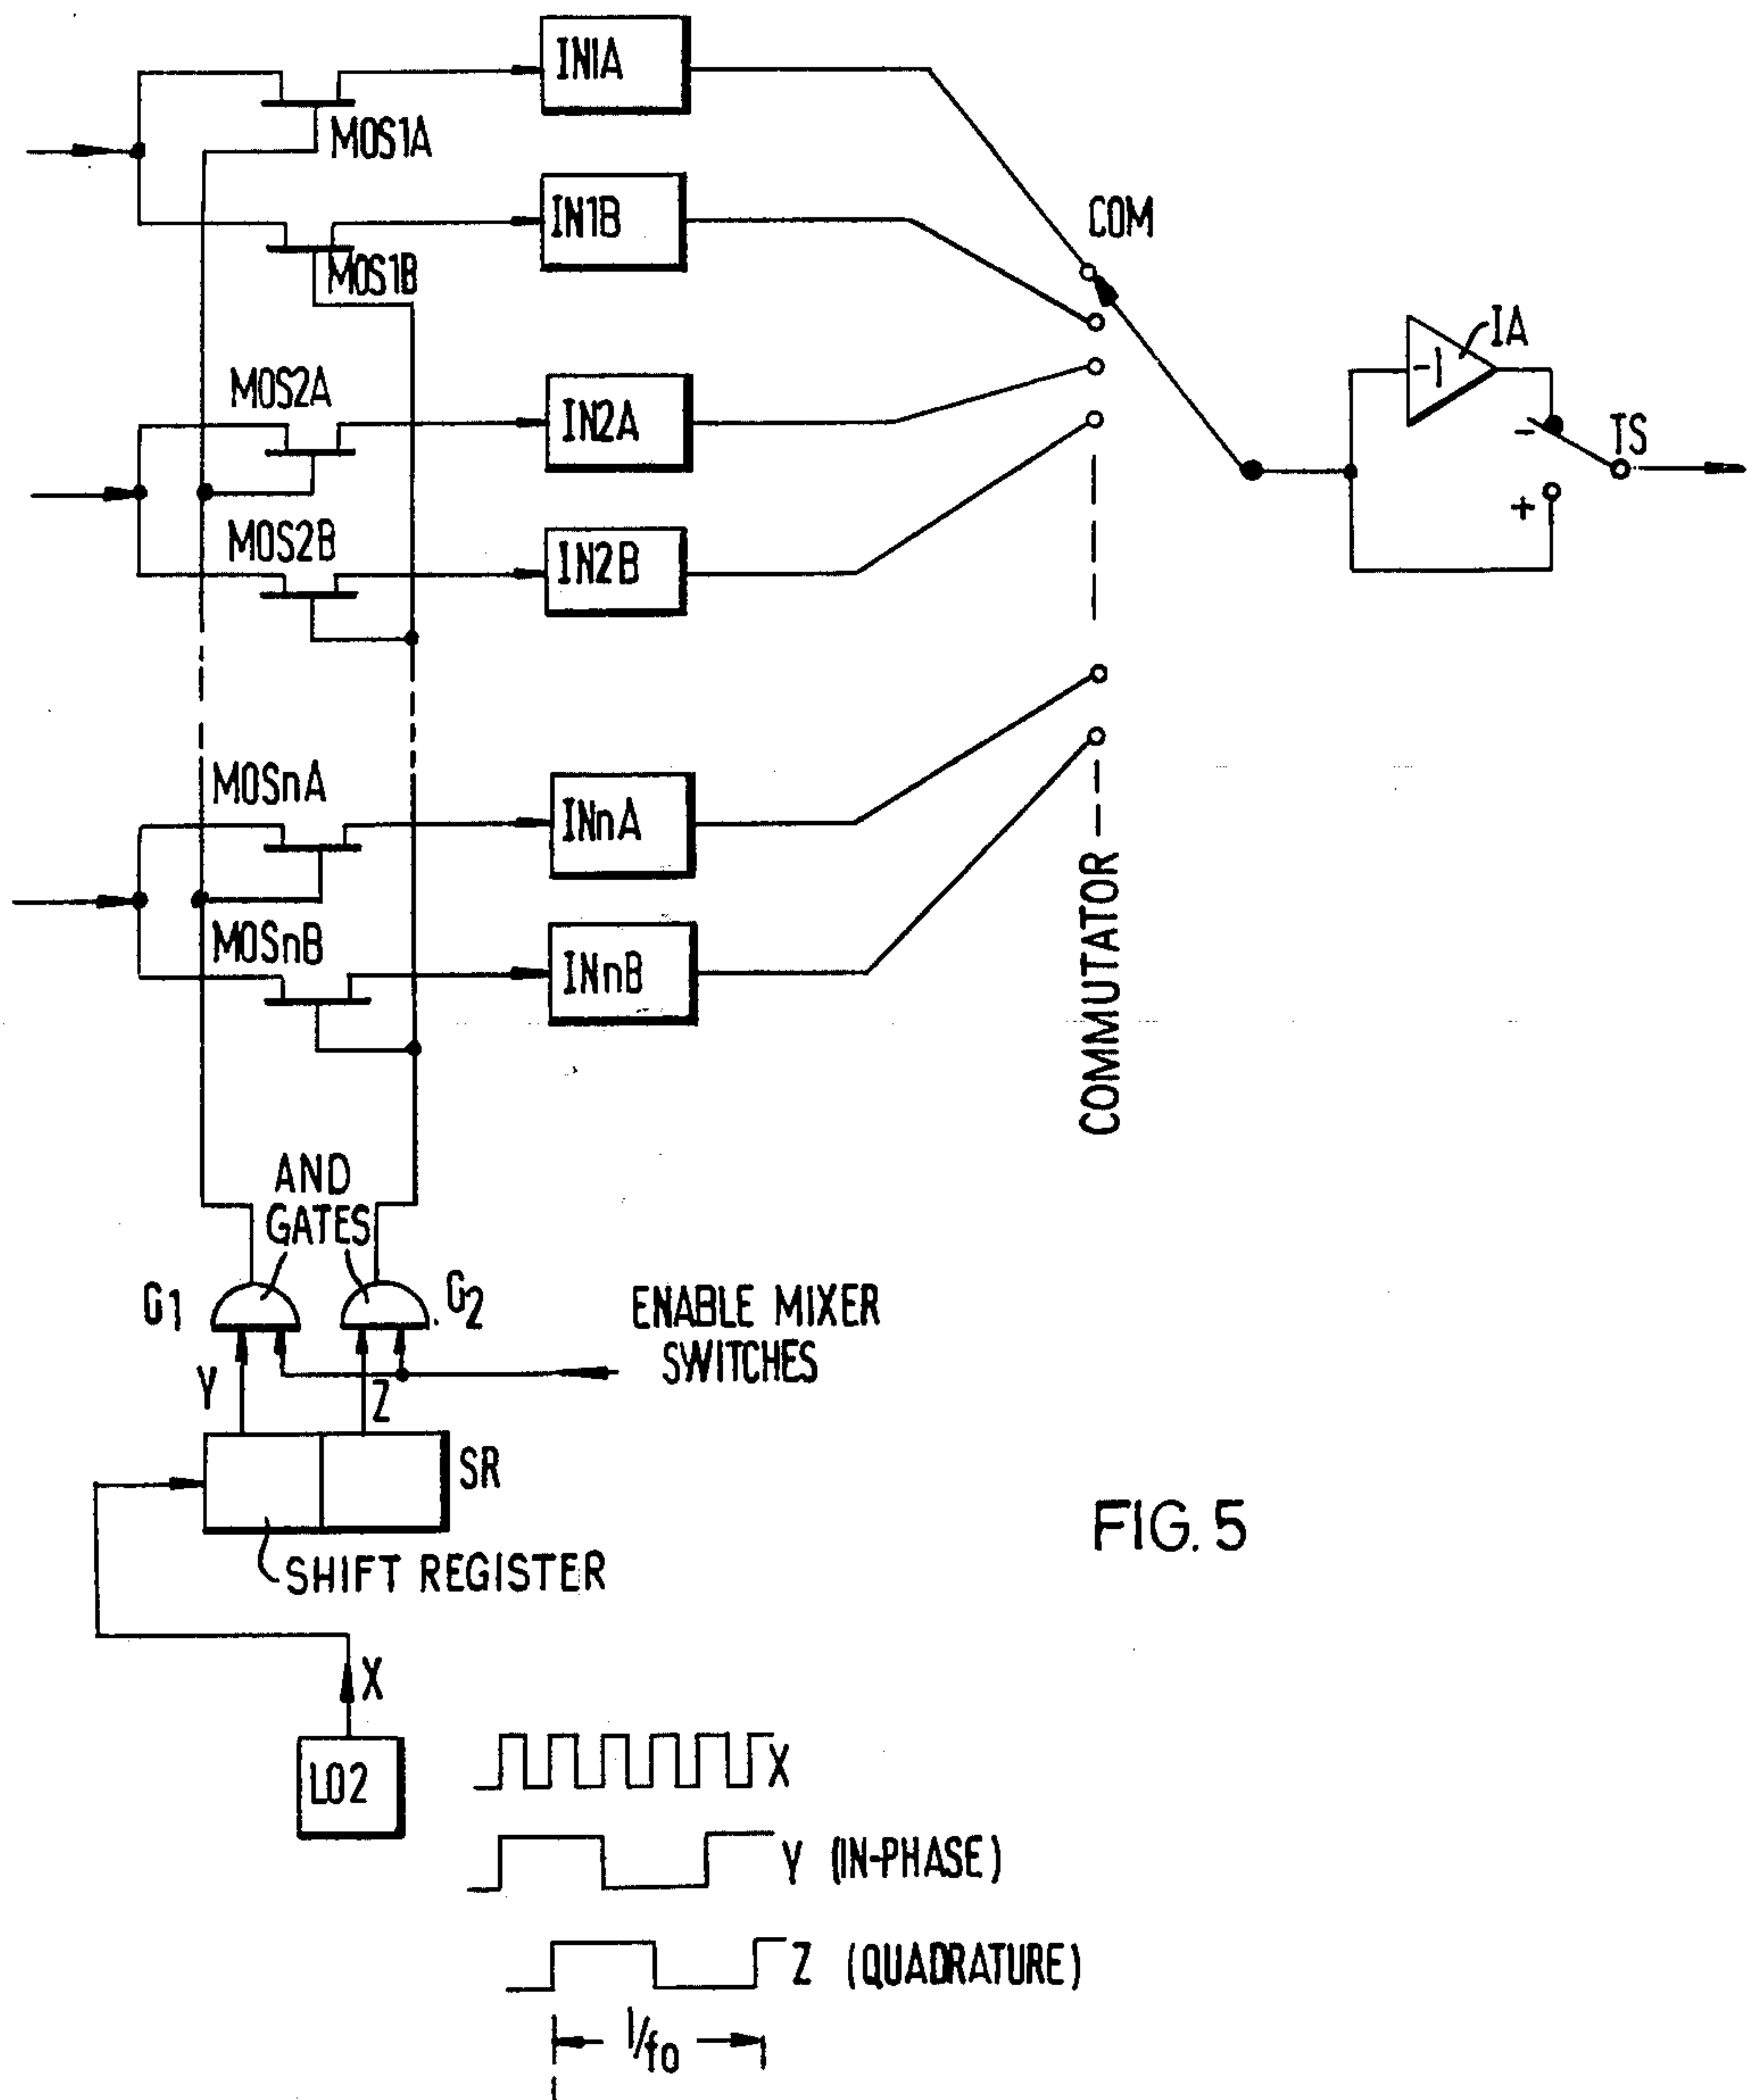 IN1A
MOS1A
IN1B
COM
MOS1B
IA
-1
MOS2A
IN2A
-
TS
+
MOS2B
IN2B
MOSnA
INnA
MOSnB
INnB
COMMUTATOR
AND
GATES
G1
G2
ENABLE MIXER
SWITCHES
Y
Z
SR
SHIFT REGISTER
FIG. 5
X
LO2
X
Y (IN-PHASE)
Z (QUADRATURE)
1/fo